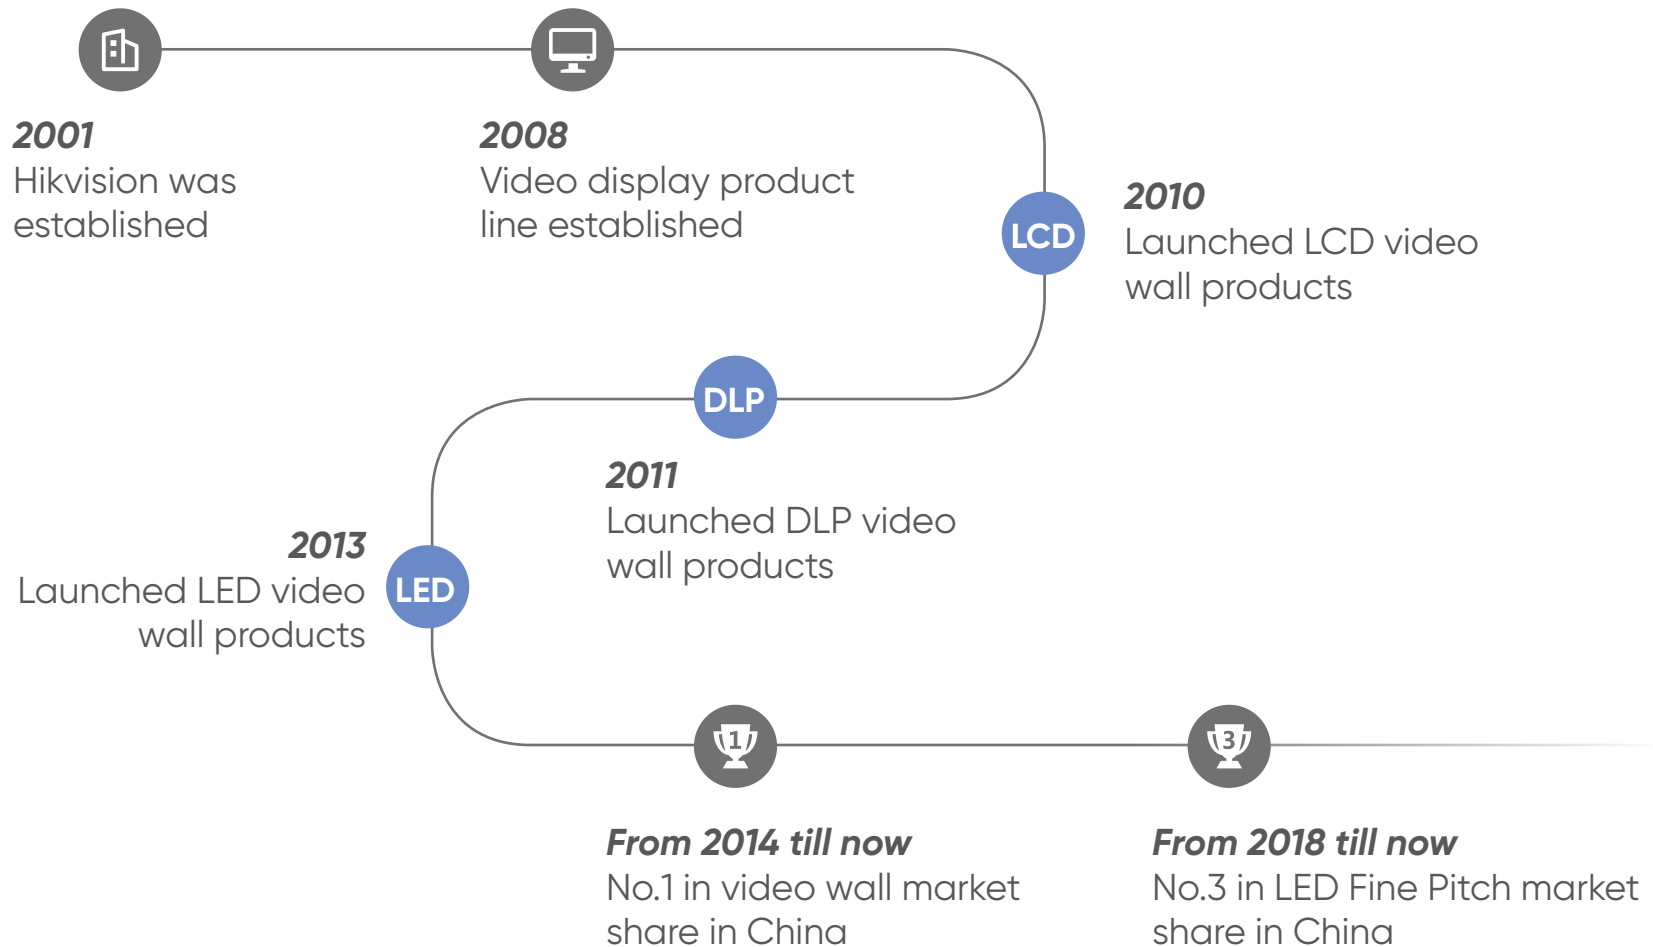 2001
Hikvision was
established
2008
Video display product
line established
LCD
2010
Launched LCD video
wall products
DLP
2011
Launched DLP video
wall products
2013
Launched LED video
wall products
LED
1
From 2014 till now
No.1 in video wall market
share in China
3
From 2018 till now
No.3 in LED Fine Pitch market
share in China